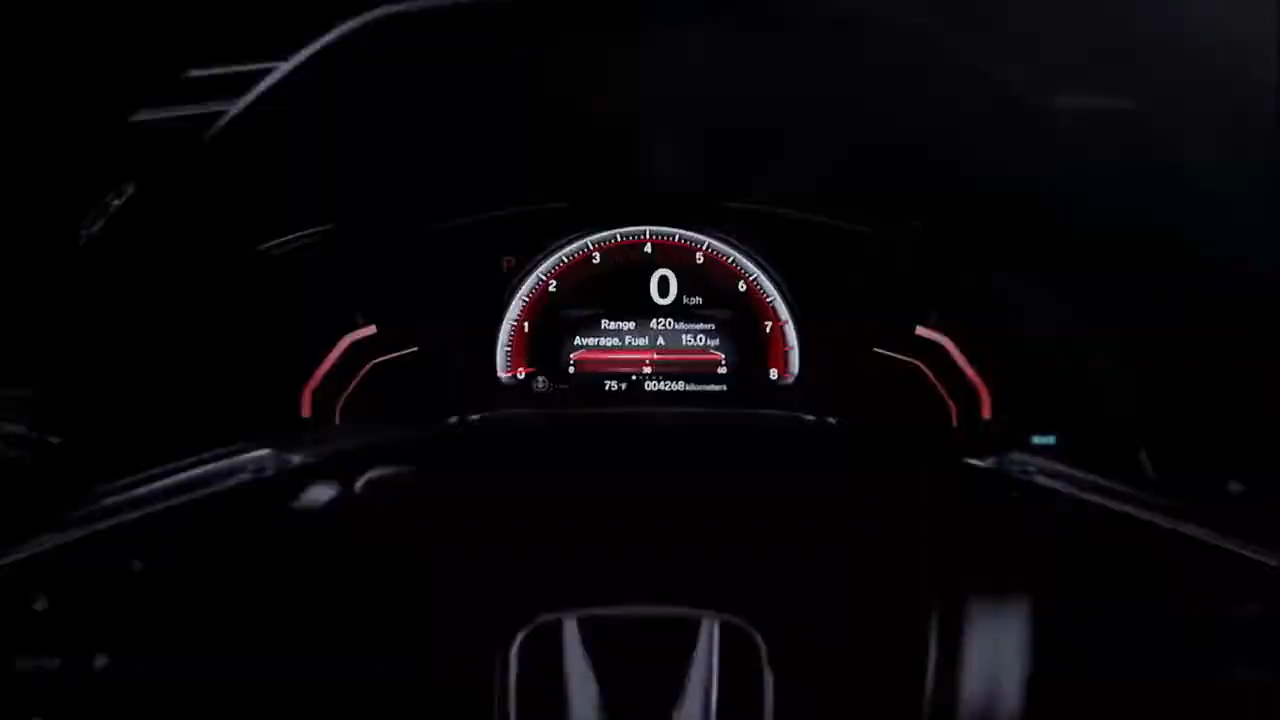 4
3 5
P
2 6
0 kph
1 7
Range 420 kilometers
Average. Fuel A 15.0 kpl
0 30 60
0 8
75°F 004268 kilometers